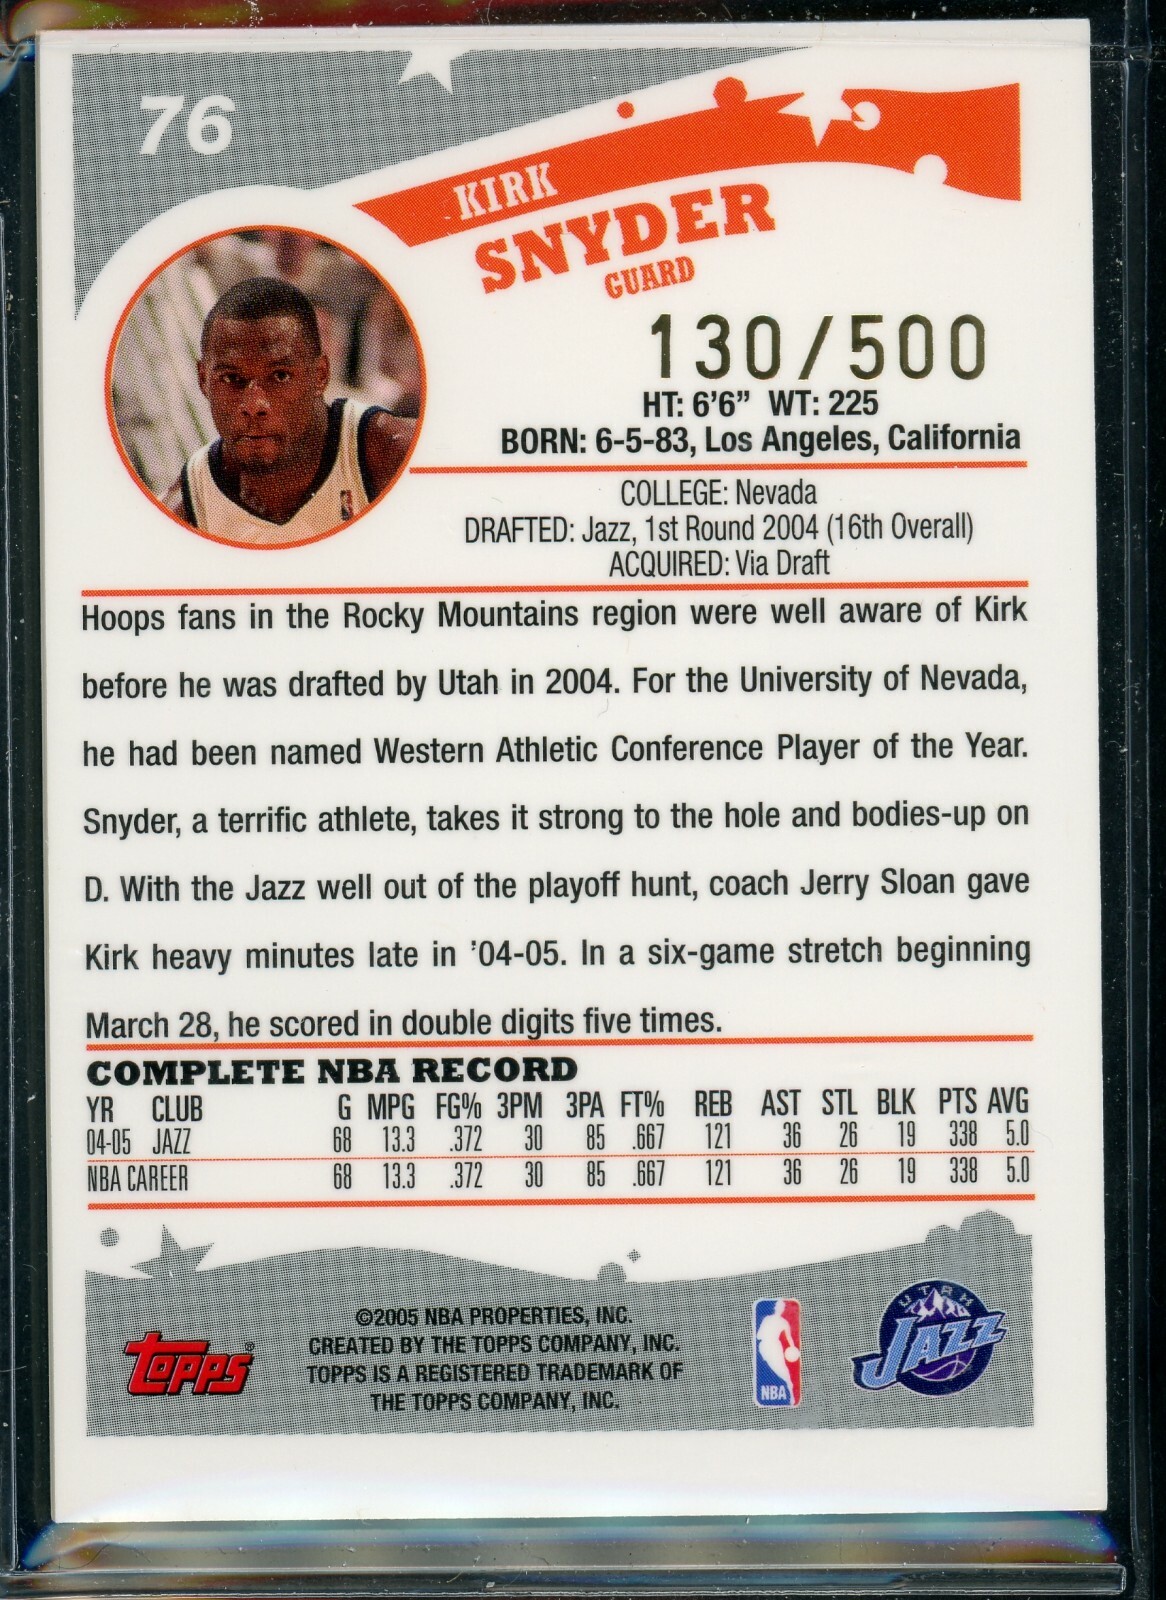 76
KIRK
SNYDER
GUARD
130/500
HT: 6'6" WT: 225
BORN: 6-5-83, Los Angeles, California
COLLEGE: Nevada
DRAFTED: Jazz, 1st Round 2004 (16th Overall)
ACQUIRED: Via Draft
Hoops fans in the Rocky Mountains region were well aware of Kirk
before he was drafted by Utah in 2004. For the University of Nevada,
he had been named Western Athletic Conference Player of the Year.
Snyder, a terrific athlete, takes it strong to the hole and bodies-up on
D. With the Jazz well out of the playoff hunt, coach Jerry Sloan gave
Kirk heavy minutes late in '04-05. In a six-game stretch beginning
March 28, he scored in double digits five times.
COMPLETE NBA RECORD
YR CLUB G MPG FG% 3PM 3PA FT% REB AST STL BLK PTS AVG
04-05 JAZZ 68 13.3 .372 30 85 .667 121 36 26 19 338 5.0
NBA CAREER 68 13.3 .372 30 85 .667 121 36 26 19 338 5.0
©2005 NBA PROPERTIES, INC.
CREATED BY THE TOPPS COMPANY, INC.
TOPPS IS A REGISTERED TRADEMARK OF
THE TOPPS COMPANY, INC.
TOPPS®
NBA
UTAH
JAZZ